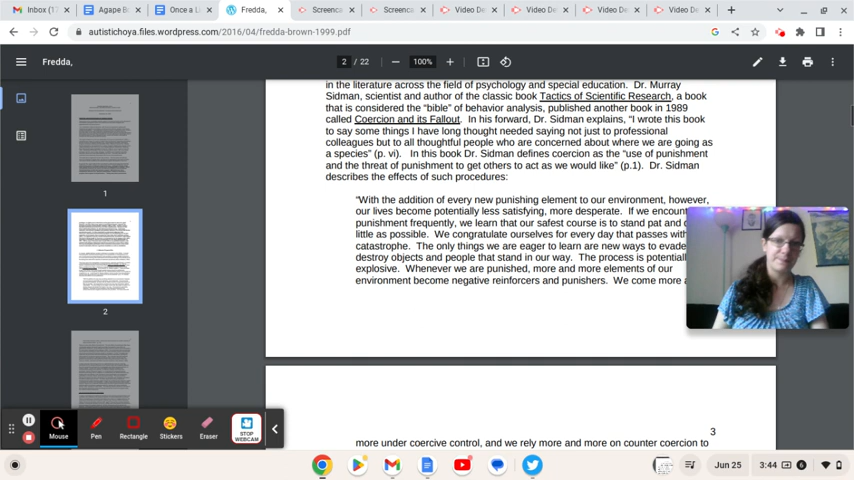 Inbox (17
Agape B
Once a Li
Fredda,
Screenca
Screenc
Video De
Video De
Video De
Video De
autistichoya.files.wordpress.com/2016/04/fredda-brown-1999.pdf
Fredda,
2 / 22
100%
in the literature across the field of psychology and special education. Dr. Murray
Sidman, scientist and author of the classic book Tactics of Scientific Research, a book
that is considered the “bible” of behavior analysis, published another book in 1989
called Coercion and its Fallout. In his forward, Dr. Sidman explains, “I wrote this book
to say some things I have long thought needed saying not just to professional
colleagues but to all thoughtful people who are concerned about where we are going as
a species” (p. vi). In this book Dr. Sidman defines coercion as the “use of punishment
and the threat of punishment to get others to act as we would like” (p.1). Dr. Sidman
describes the effects of such procedures:
“With the addition of every new punishing element to our environment, however,
our lives become potentially less satisfying, more desperate. If we encount
punishment frequently, we learn that our safest course is to stand pat and
little as possible. We congratulate ourselves for every day that passes with
catastrophe. The only things we are eager to learn are new ways to evade
destroy objects and people that stand in our way. The process is potentiall
explosive. Whenever we are punished, more and more elements of our
environment become negative reinforcers and punishers. We come more
1
2
3
more under coercive control, and we rely more and more on counter coercion to
Mouse
Pen
Rectangle
Stickers
Eraser
STOP
WEBCAM
Jun 25
3:44
6